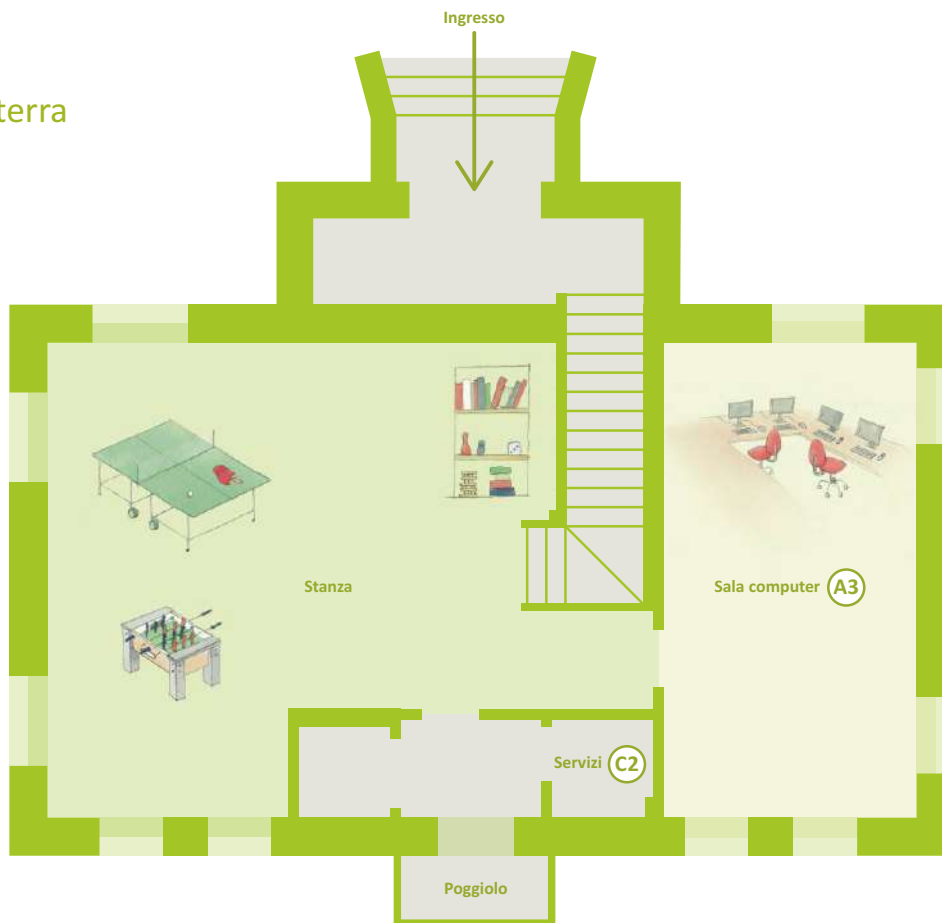 Ingresso
terra
Stanza
Sala computer A3
Servizi C2
Poggiolo